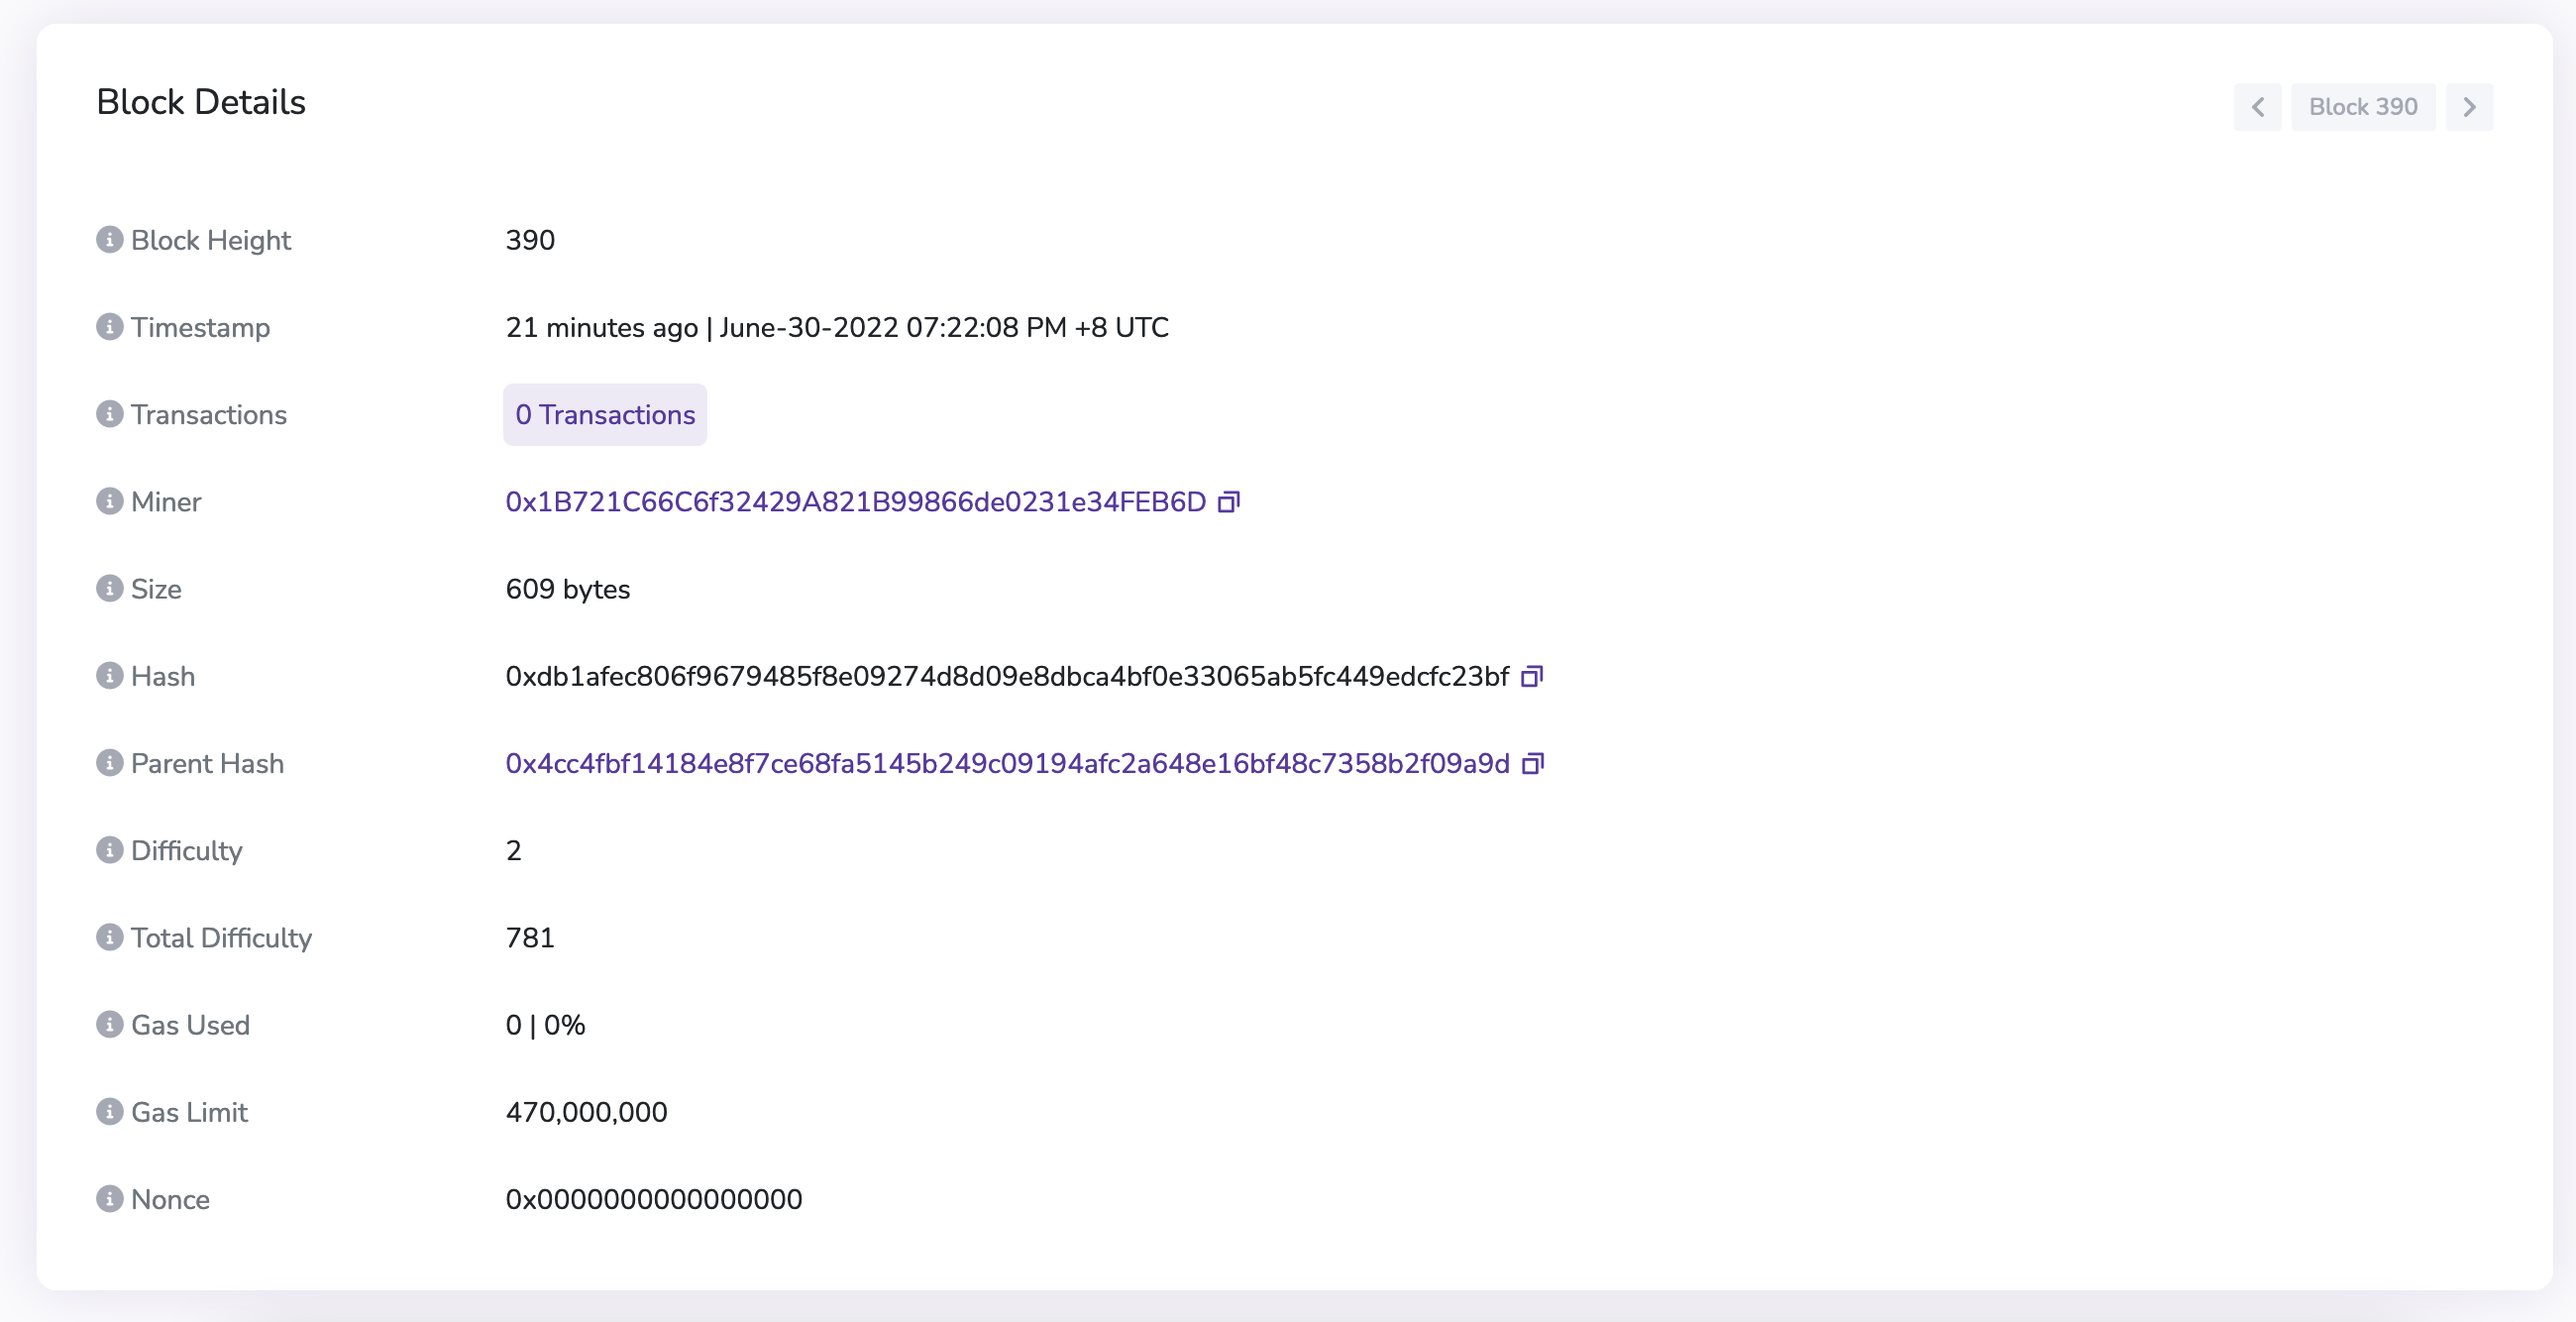 Block Details
Block 390
Block Height 390
Timestamp 21 minutes ago | June-30-2022 07:22:08 PM +8 UTC
Transactions 0 Transactions
Miner 0x1B721C66C6f32429A821B99866de0231e34FEB6D
Size 609 bytes
Hash 0xdb1afec806f9679485f8e09274d8d09e8dbca4bf0e33065ab5fc449edcfc23bf
Parent Hash 0x4cc4fbf14184e8f7ce68fa5145b249c09194afc2a648e16bf48c7358b2f09a9d
Difficulty 2
Total Difficulty 781
Gas Used 0 | 0%
Gas Limit 470,000,000
Nonce 0x0000000000000000